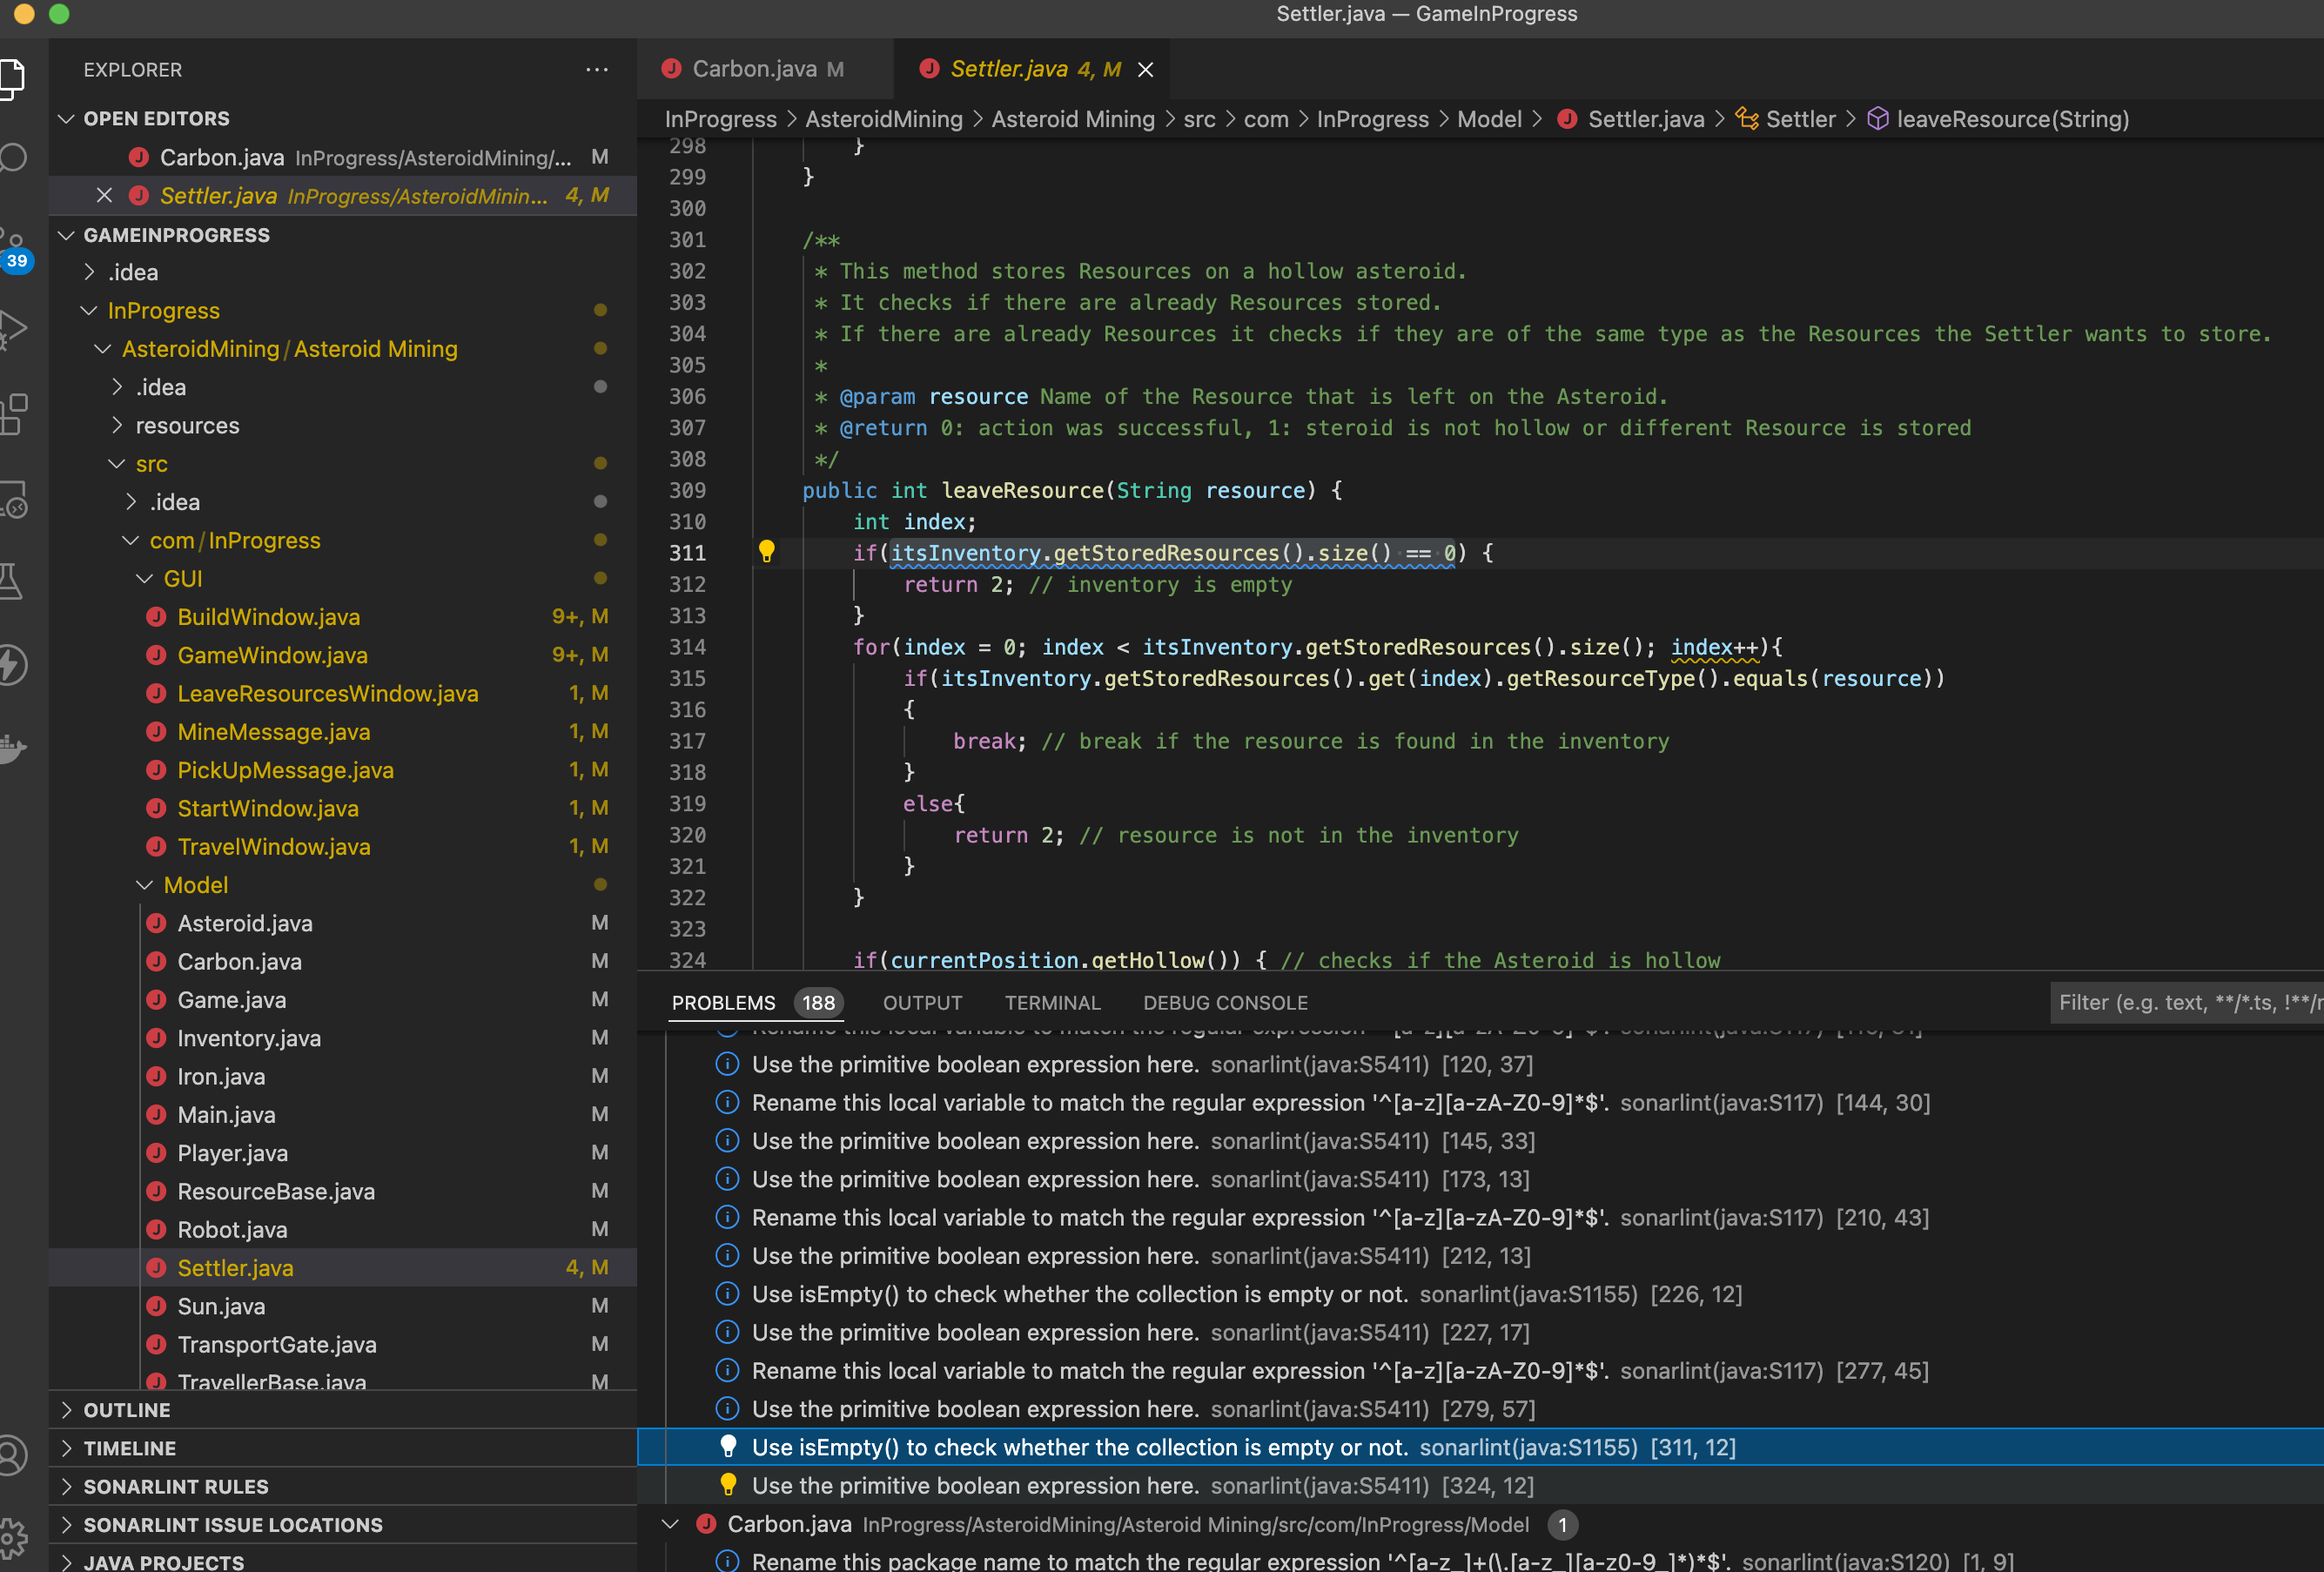 Settler.java — GameInProgress
EXPLORER
Carbon.java M
Settler.java 4, M
OPEN EDITORS
InProgress > AsteroidMining > Asteroid Mining > src > com > InProgress > Model > Settler.java > Settler > leaveResource(String)
Carbon.java InProgress/AsteroidMining/... M
Settler.java InProgress/AsteroidMinin... 4, M
GAMEINPROGRESS
39
.idea
InProgress
AsteroidMining/Asteroid Mining
.idea
resources
src
.idea
com/InProgress
GUI
BuildWindow.java 9+, M
GameWindow.java 9+, M
LeaveResourcesWindow.java 1, M
MineMessage.java 1, M
PickUpMessage.java 1, M
StartWindow.java 1, M
TravelWindow.java 1, M
Model
Asteroid.java M
Carbon.java M
Game.java M
Inventory.java M
Iron.java M
Main.java M
Player.java M
ResourceBase.java M
Robot.java M
Settler.java 4, M
Sun.java M
TransportGate.java M
TravellerBase.java M
OUTLINE
TIMELINE
SONARLINT RULES
SONARLINT ISSUE LOCATIONS
JAVA PROJECTS
298 }
299 }
300
301 /**
302 * This method stores Resources on a hollow asteroid.
303 * It checks if there are already Resources stored.
304 * If there are already Resources it checks if they are of the same type as the Resources the Settler wants to store.
305 *
306 * @param resource Name of the Resource that is left on the Asteroid.
307 * @return 0: action was successful, 1: steroid is not hollow or different Resource is stored
308 */
309 public int leaveResource(String resource) {
310 int index;
311 if(itsInventory.getStoredResources().size() == 0) {
312 return 2; // inventory is empty
313 }
314 for(index = 0; index < itsInventory.getStoredResources().size(); index++){
315 if(itsInventory.getStoredResources().get(index).getResourceType().equals(resource))
316 {
317 break; // break if the resource is found in the inventory
318 }
319 else{
320 return 2; // resource is not in the inventory
321 }
322 }
323
324 if(currentPosition.getHollow()) { // checks if the Asteroid is hollow
PROBLEMS 188 OUTPUT TERMINAL DEBUG CONSOLE Filter (e.g. text, **/*.ts, !**/
Use the primitive boolean expression here. sonarlint(java:S5411) [120, 37]
Rename this local variable to match the regular expression '^[a-z][a-zA-Z0-9]*$'. sonarlint(java:S117) [144, 30]
Use the primitive boolean expression here. sonarlint(java:S5411) [145, 33]
Use the primitive boolean expression here. sonarlint(java:S5411) [173, 13]
Rename this local variable to match the regular expression '^[a-z][a-zA-Z0-9]*$'. sonarlint(java:S117) [210, 43]
Use the primitive boolean expression here. sonarlint(java:S5411) [212, 13]
Use isEmpty() to check whether the collection is empty or not. sonarlint(java:S1155) [226, 12]
Use the primitive boolean expression here. sonarlint(java:S5411) [227, 17]
Rename this local variable to match the regular expression '^[a-z][a-zA-Z0-9]*$'. sonarlint(java:S117) [277, 45]
Use the primitive boolean expression here. sonarlint(java:S5411) [279, 57]
Use isEmpty() to check whether the collection is empty or not. sonarlint(java:S1155) [311, 12]
Use the primitive boolean expression here. sonarlint(java:S5411) [324, 12]
Carbon.java InProgress/AsteroidMining/Asteroid Mining/src/com/InProgress/Model 1
Rename this package name to match the regular expression '^[a-z_]+(\.[a-z_][a-z0-9_]*)*$'. sonarlint(java:S120) [1, 9]